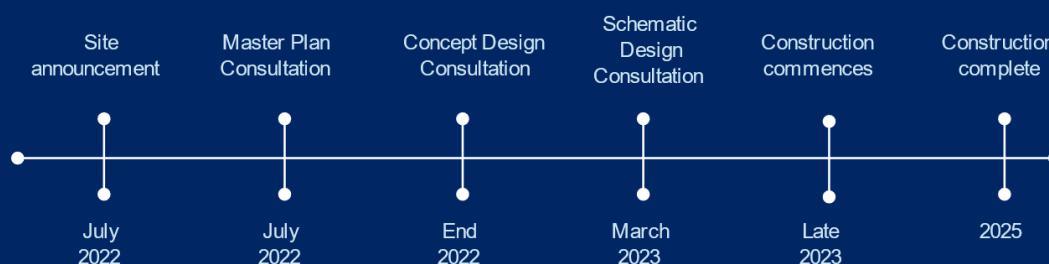 Site
announcement
Master Plan
Consultation
Concept Design
Consultation
Schematic
Design
Consultation
Construction
commences
Construction
complete
July
2022
July
2022
End
2022
March
2023
Late
2023
2025